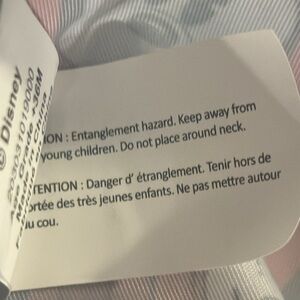 ION : Entanglement hazard. Keep away from
young children. Do not place around neck.
TENTION : Danger d' étranglement. Tenir hors de
ortée des très jeunes enfants. Ne pas mettre autour
du cou.
© Disney